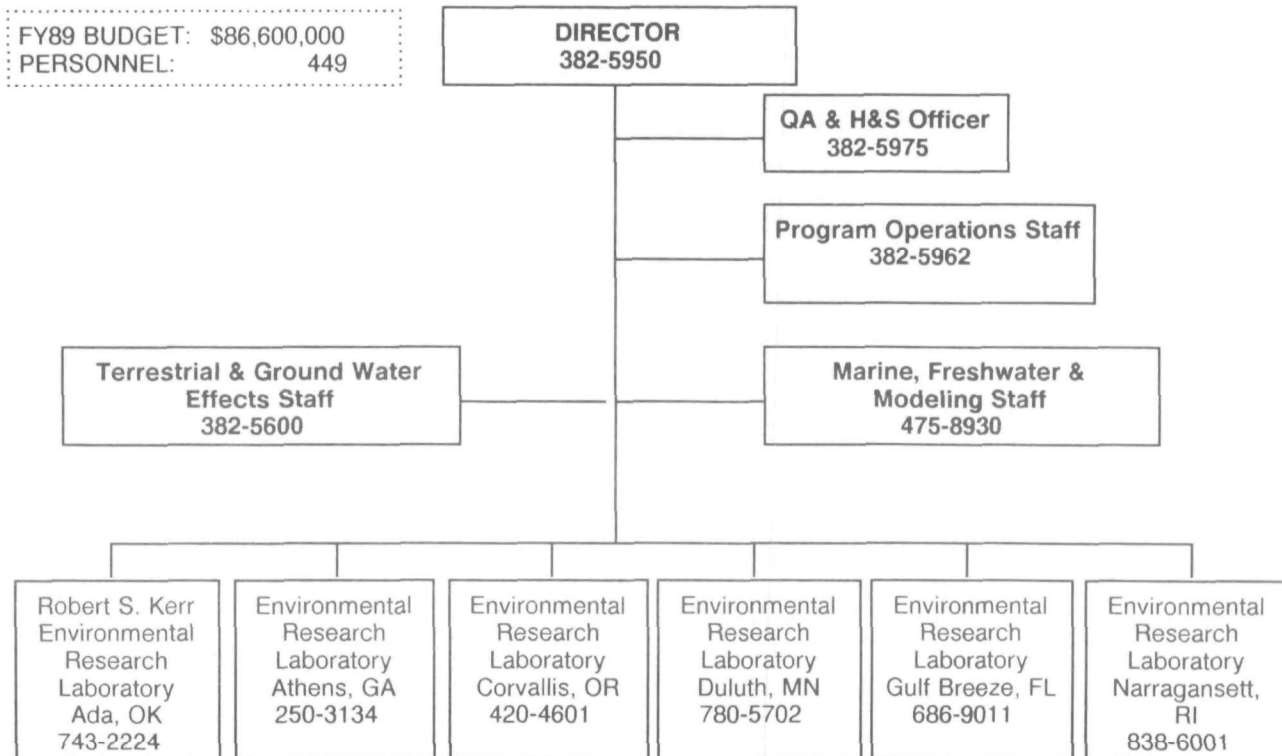 FY89 BUDGET: $86,600,000
PERSONNEL: 449
DIRECTOR
382-5950
QA & H&S Officer
382-5975
Program Operations Staff
382-5962
Terrestrial & Ground Water
Effects Staff
382-5600
Marine, Freshwater &
Modeling Staff
475-8930
Robert S. Kerr
Environmental
Research
Laboratory
Ada, OK
743-2224
Environmental
Research
Laboratory
Athens, GA
250-3134
Environmental
Research
Laboratory
Corvallis, OR
420-4601
Environmental
Research
Laboratory
Duluth, MN
780-5702
Environmental
Research
Laboratory
Gulf Breeze, FL
686-9011
Environmental
Research
Laboratory
Narragansett,
RI
838-6001